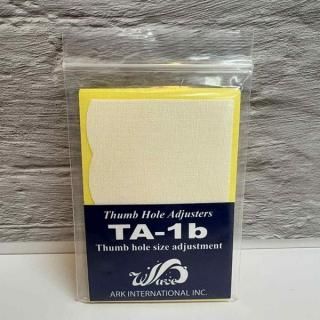 Thumb Hole Adjusters
TA-1b
Thumb hole size adjustment
Wave
ARK INTERNATIONAL INC.